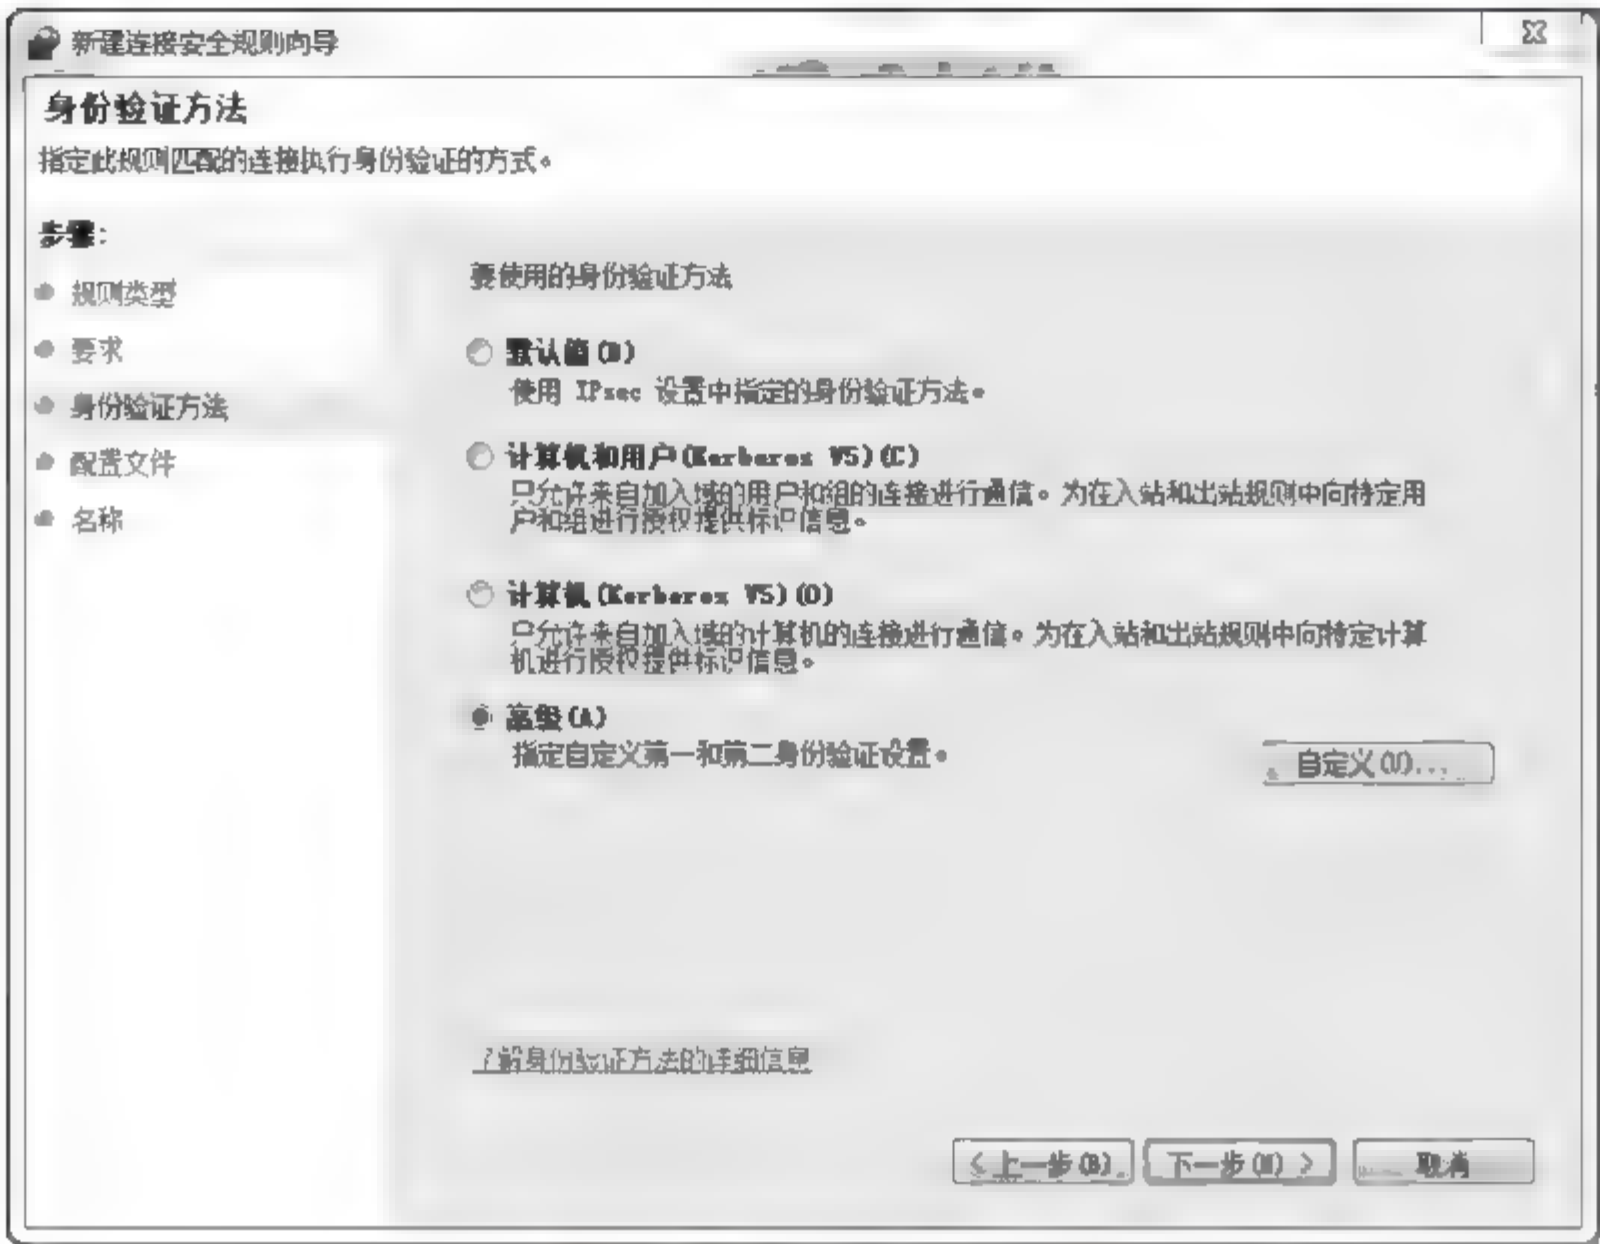 新建连接安全规则向导
身份验证方法
指定此规则匹配的连接执行身份验证的方式。
步骤:
规则类型
要求
身份验证方法
配置文件
名称
要使用的身份验证方法
默认值(D)
使用 IPsec 设置中指定的身份验证方法。
计算机和用户(Kerberos V5)(C)
只允许来自加入域的用户和组的连接进行通信。为在入站和出站规则中向特定用
户和组进行授权提供标识信息。
计算机(Kerberos V5)(O)
只允许来自加入域的计算机的连接进行通信。为在入站和出站规则中向特定计算
机进行授权提供标识信息。
高级(A)
指定自定义第一和第二身份验证设置。
自定义
了解身份验证方法的详细信息
< 上一步(B)
下一步(N) >
取消